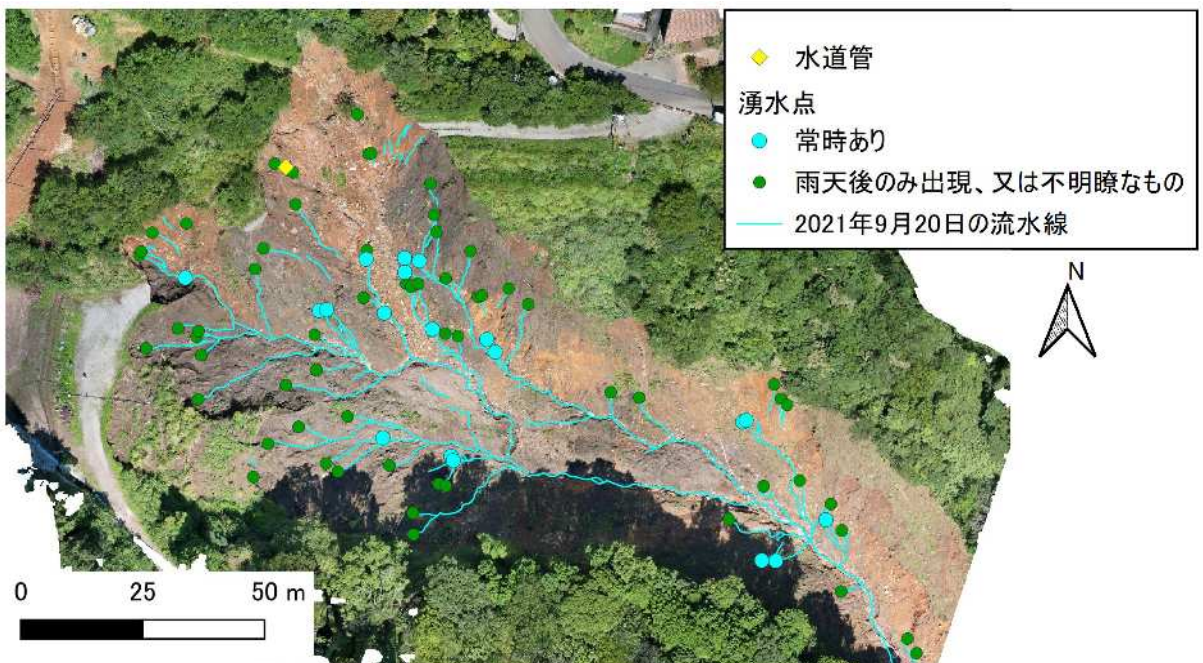 水道管
湧水点
常時あり
雨天後のみ出現、又は不明瞭なもの
2021年9月20日の流水線
N
0 25 50 m